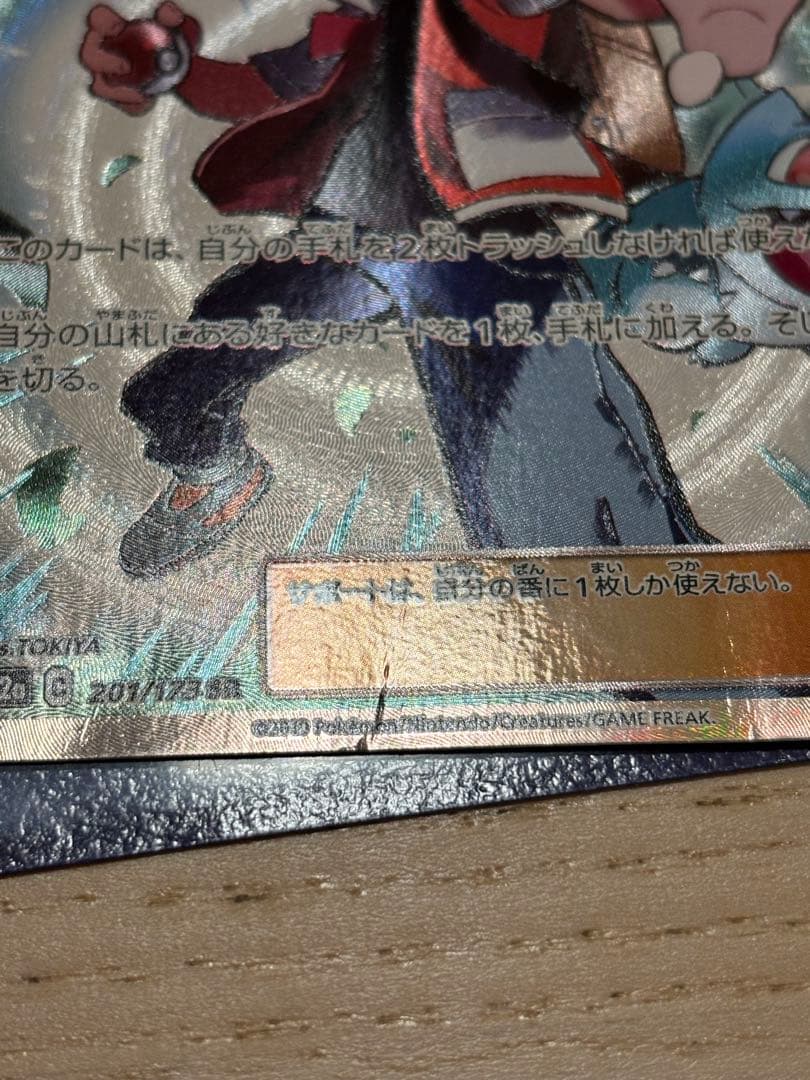 このカードは、自分の手札を2枚トラッシュしなければ使えな
自分の山札にある好きなカードを1枚、手札に加える。そし
を切る。
サポートは、自分の番に1枚しか使えない。
s.TOKIYA
201/173 SR
©2019 Pokémon/Nintendo/Creatures/GAME FREAK.